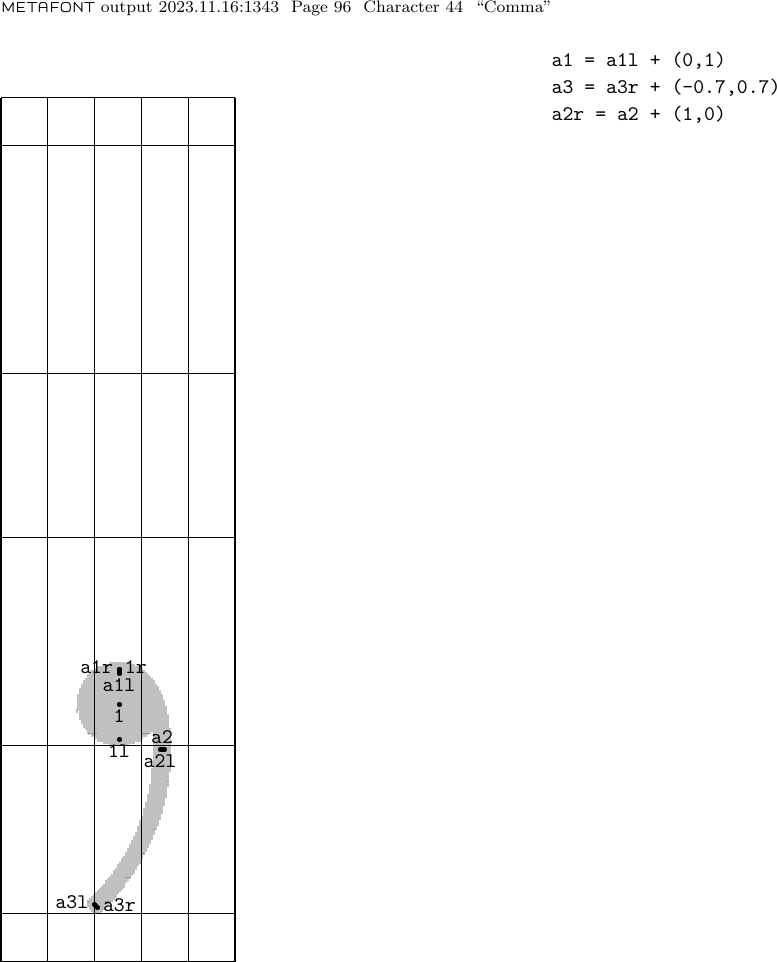 METAFONT output 2023.11.16:1343 Page 96 Character 44 “Comma”
a1 = a1l + (0,1)
a3 = a3r + (-0.7,0.7)
a2r = a2 + (1,0)
a1r 1r
a1l
1
a2
1l
a2l
a3l a3r